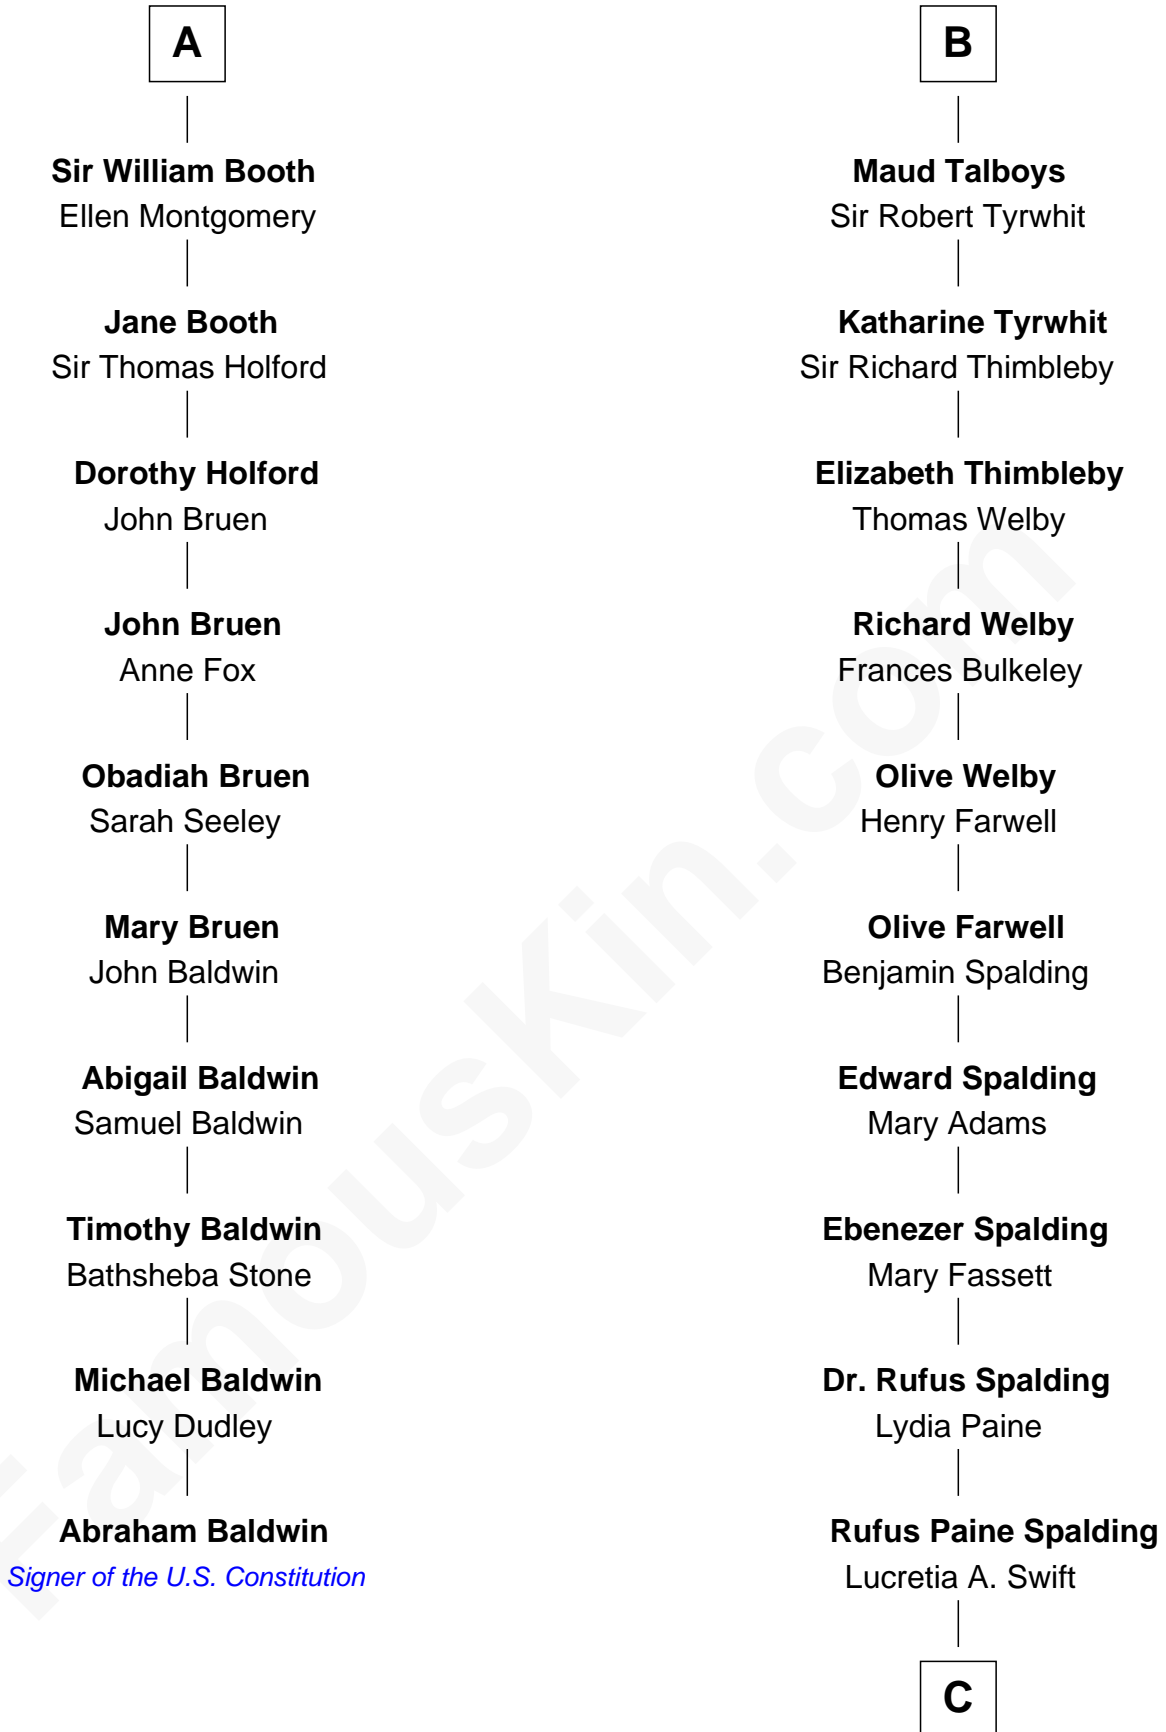 A
Sir William Booth
Ellen Montgomery
Jane Booth
Sir Thomas Holford
Dorothy Holford
John Bruen
John Bruen
Anne Fox
Obadiah Bruen
Sarah Seeley
Mary Bruen
John Baldwin
Abigail Baldwin
Samuel Baldwin
Timothy Baldwin
Bathsheba Stone
Michael Baldwin
Lucy Dudley
Abraham Baldwin
Signer of the U.S. Constitution
B
Maud Talboys
Sir Robert Tyrwhit
Katharine Tyrwhit
Sir Richard Thimbleby
Elizabeth Thimbleby
Thomas Welby
Richard Welby
Frances Bulkeley
Olive Welby
Henry Farwell
Olive Farwell
Benjamin Spalding
Edward Spalding
Mary Adams
Ebenezer Spalding
Mary Fassett
Dr. Rufus Spalding
Lydia Paine
Rufus Paine Spalding
Lucretia A. Swift
C
FamousKin.com